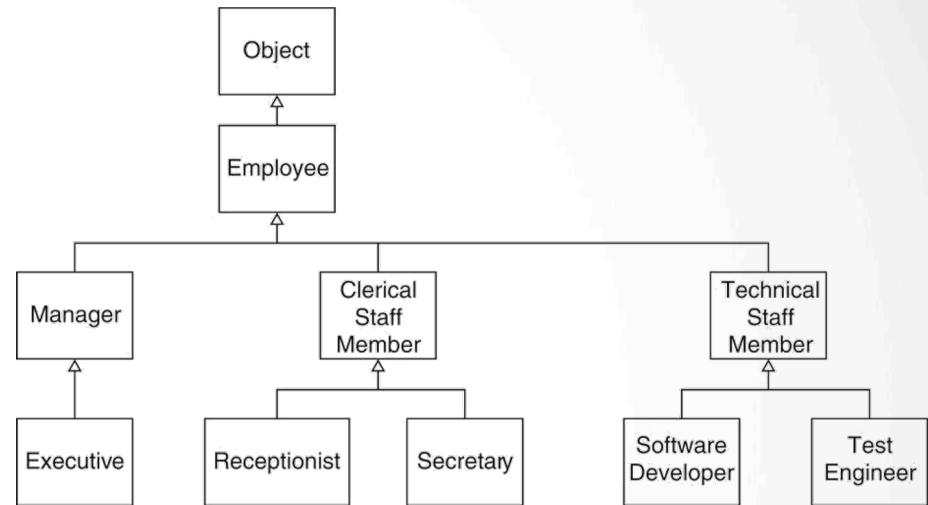 Object
Employee
Manager
Clerical
Staff
Member
Technical
Staff
Member
Executive
Receptionist
Secretary
Software
Developer
Test
Engineer